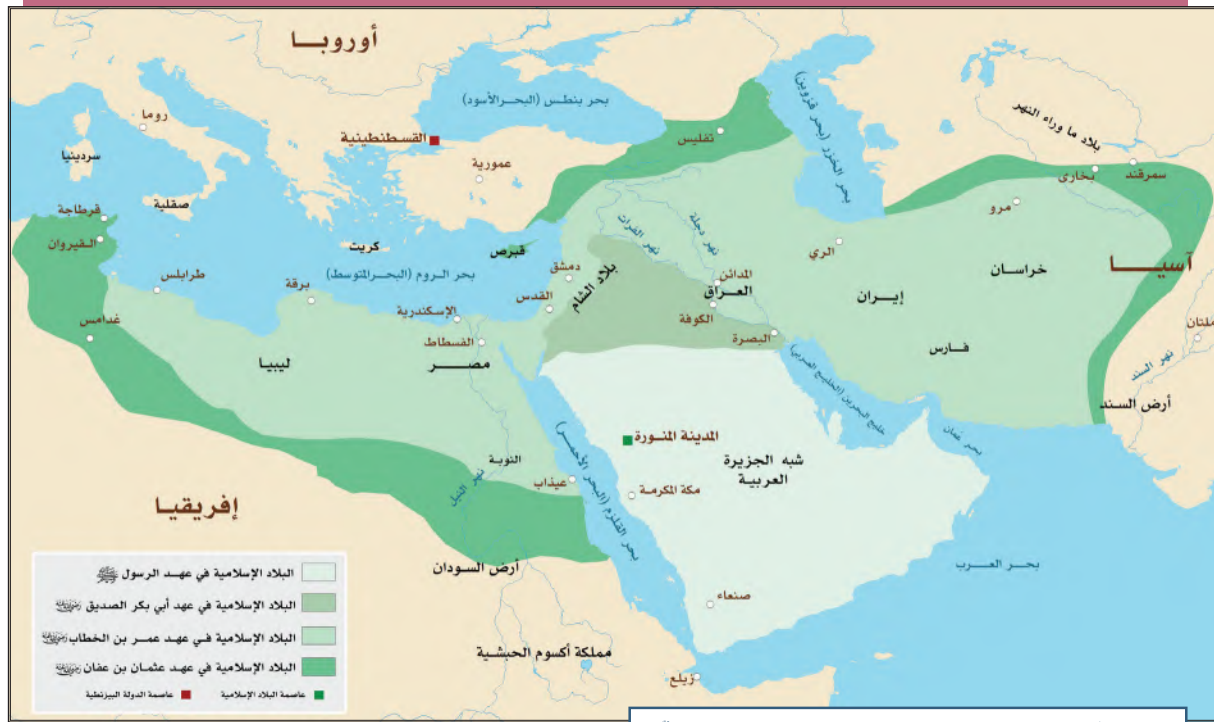 أوروبـــا
روما
سردينيا
صقلية
القسطنطينية
بحر بنطس (البحر الأسود)
عمورية
تفليس
بحر الخزر (بحر قزوين)
بلاد ما وراء النهر
سمرقند
بخارى
مرو
قرطاجة
القيروان
كريت
قبرص
طرابلس
برقة
بحر الروم (البحر المتوسط)
دمشق
بلاد الشام
نهر الفرات
نهر دجلة
المدائن
العراق
الري
خراسان
آسيـــا
إيران
غدامس
الإسكندرية
القدس
الكوفة
البصرة
الفسطاط
ليبيا
مصـــر
فارس
ملتان
نهر السند
أرض السند
خليج البحرين (الخليج العربي)
بحر عُمان
المدينة المنورة
شبه الجزيرة
العربية
مكة المكرمة
النوبة
عيذاب
نهر النيل
بحر القلزم (البحر الأحمر)
إفريقيـا
أرض السودان
بحر العرب
صنعاء
مملكة أكسوم الحبشية
زيلع
البلاد الإسلامية في عهد الرسول ﷺ
البلاد الإسلامية في عهد أبي بكر الصديق رضي الله عنه
البلاد الإسلامية في عهد عمر بن الخطاب رضي الله عنه
البلاد الإسلامية في عهد عثمان بن عفان رضي الله عنه
عاصمة البلاد الإسلامية
عاصمة الدولة البيزنطية